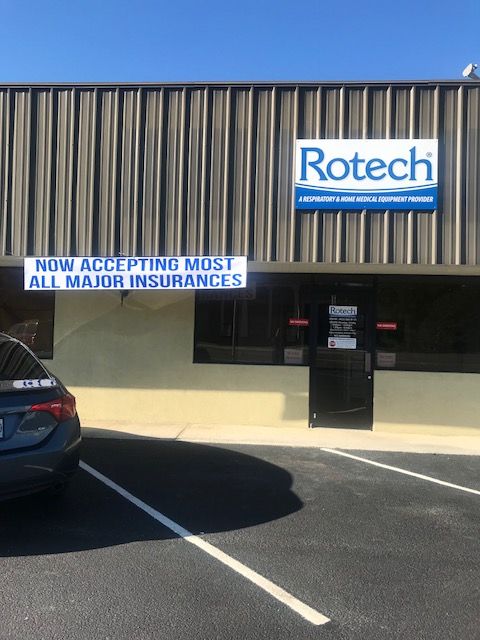 Rotech®
A RESPIRATORY & HOME MEDICAL EQUIPMENT PROVIDER
NOW ACCEPTING MOST
ALL MAJOR INSURANCES
Rotech